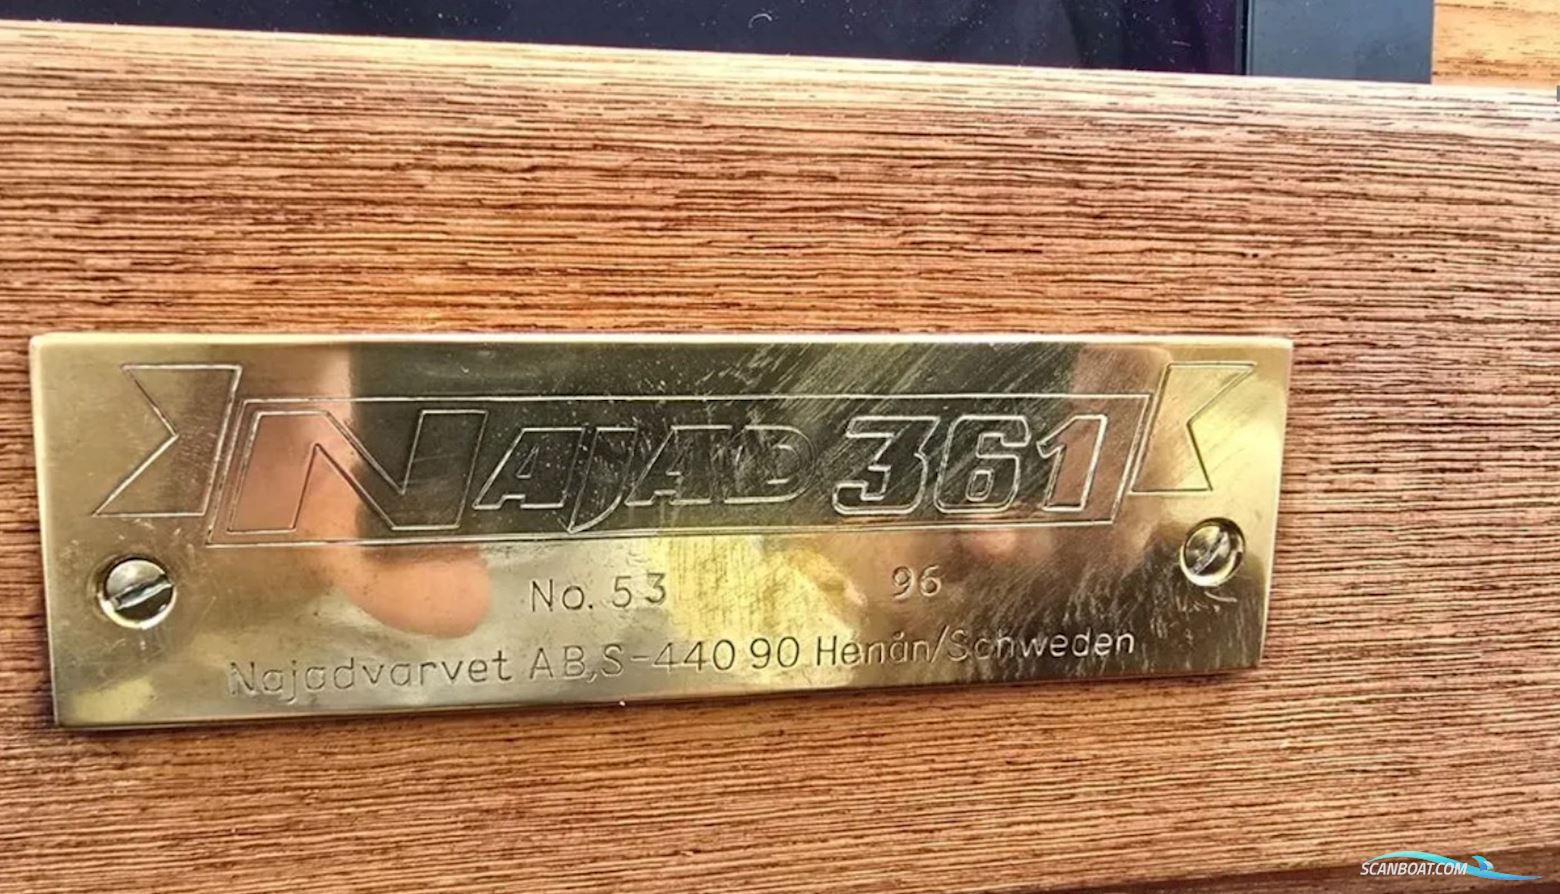 NAJAD 361
No. 53 96
Najadvarvet AB,S-440 90 Henån/Schweden
SCANBOAT.COM